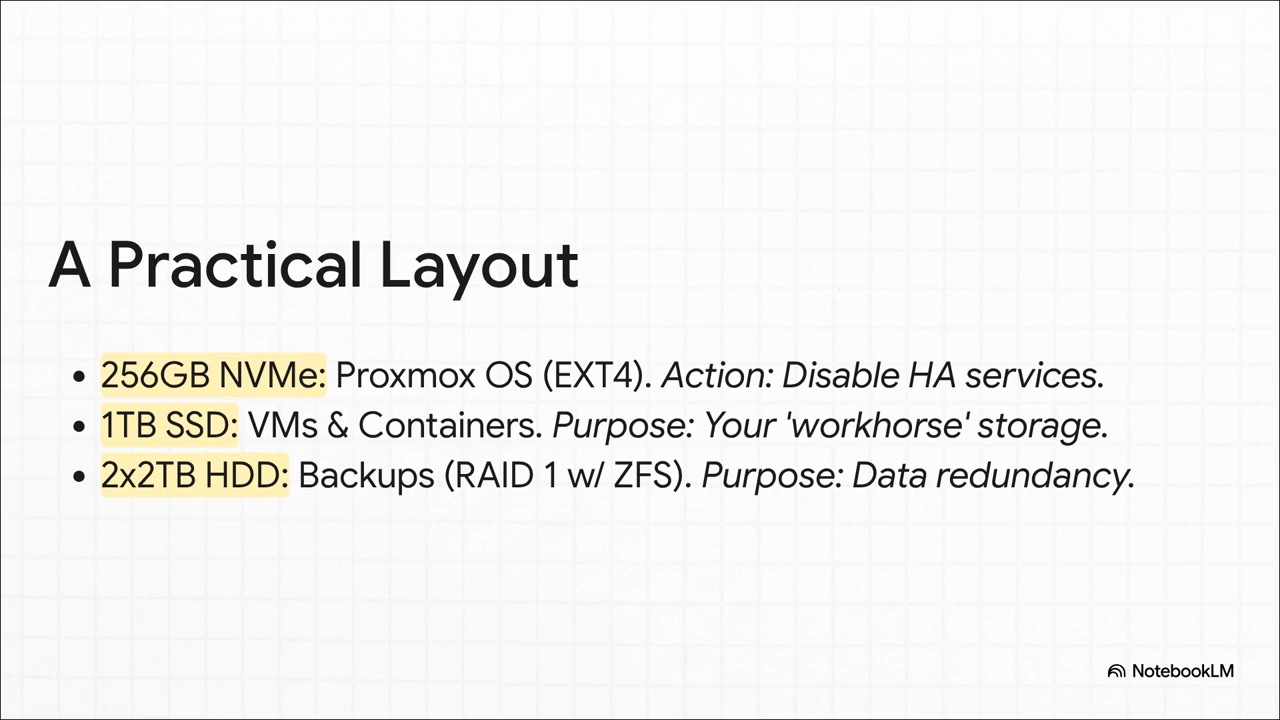 A Practical Layout
• 256GB NVMe: Proxmox OS (EXT4). Action: Disable HA services.
• 1TB SSD: VMs & Containers. Purpose: Your 'workhorse' storage.
• 2x2TB HDD: Backups (RAID 1 w/ ZFS). Purpose: Data redundancy.
NotebookLM